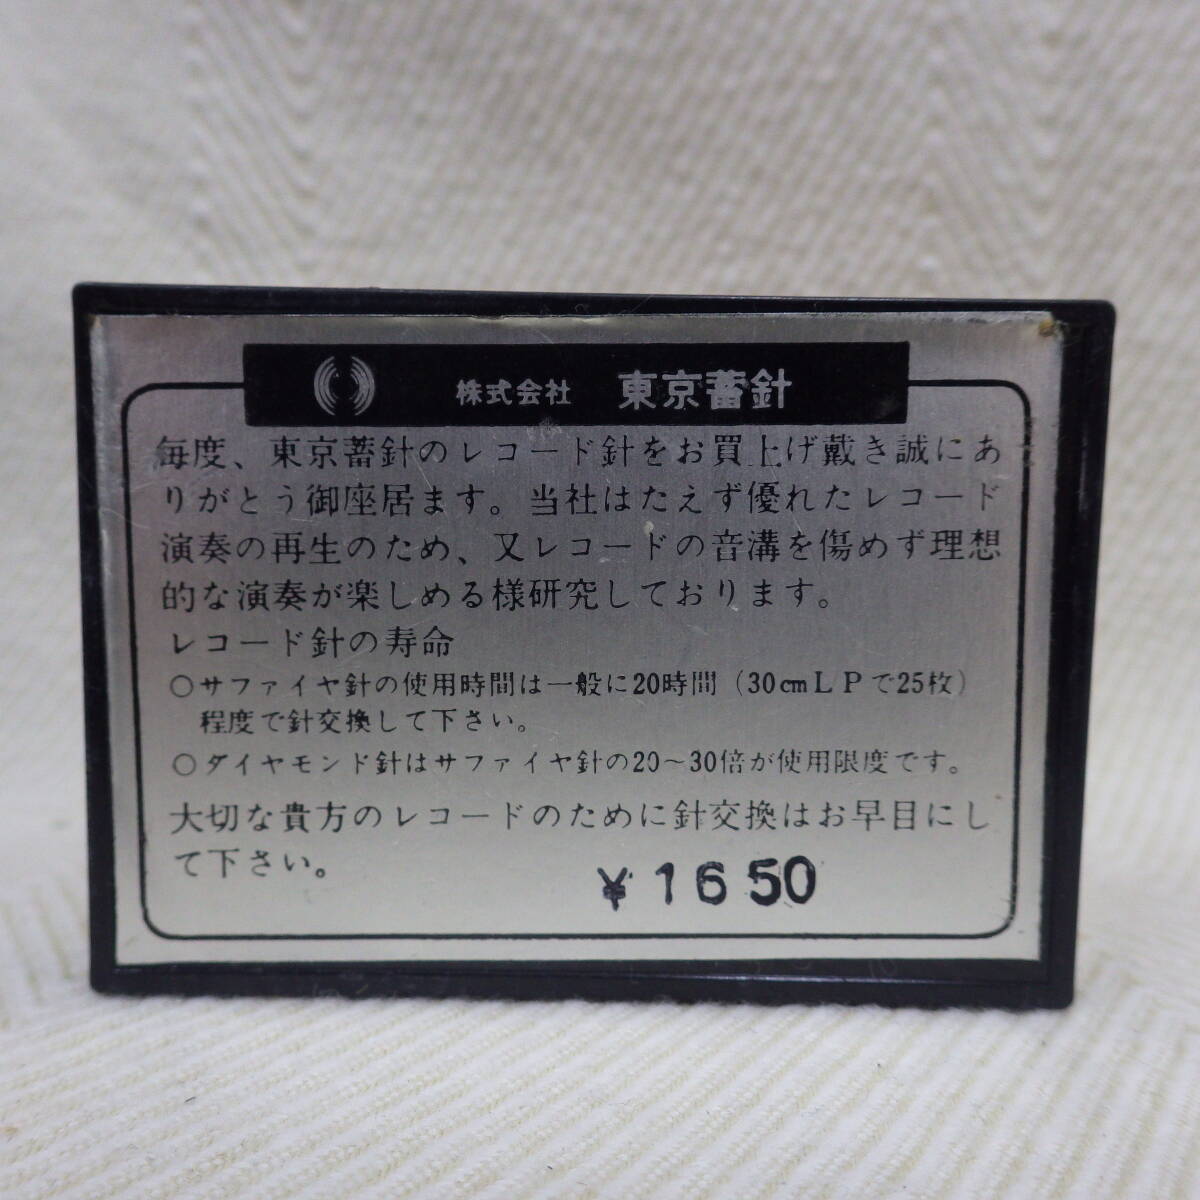 株式会社 東京蓄針
毎度、東京蓄針のレコード針をお買上げ戴き誠にあ
りがとう御座居ます。当社はたえず優れたレコード
演奏の再生のため、又レコードの音溝を傷めず理想
的な演奏が楽しめる様研究しております。
レコード針の寿命
○サファイヤ針の使用時間は一般に20時間（30cmLPで25枚）
程度で針交換して下さい。
○ダイヤモンド針はサファイヤ針の20～30倍が使用限度です。
大切な貴方のレコードのために針交換はお早目にし
て下さい。
¥1650